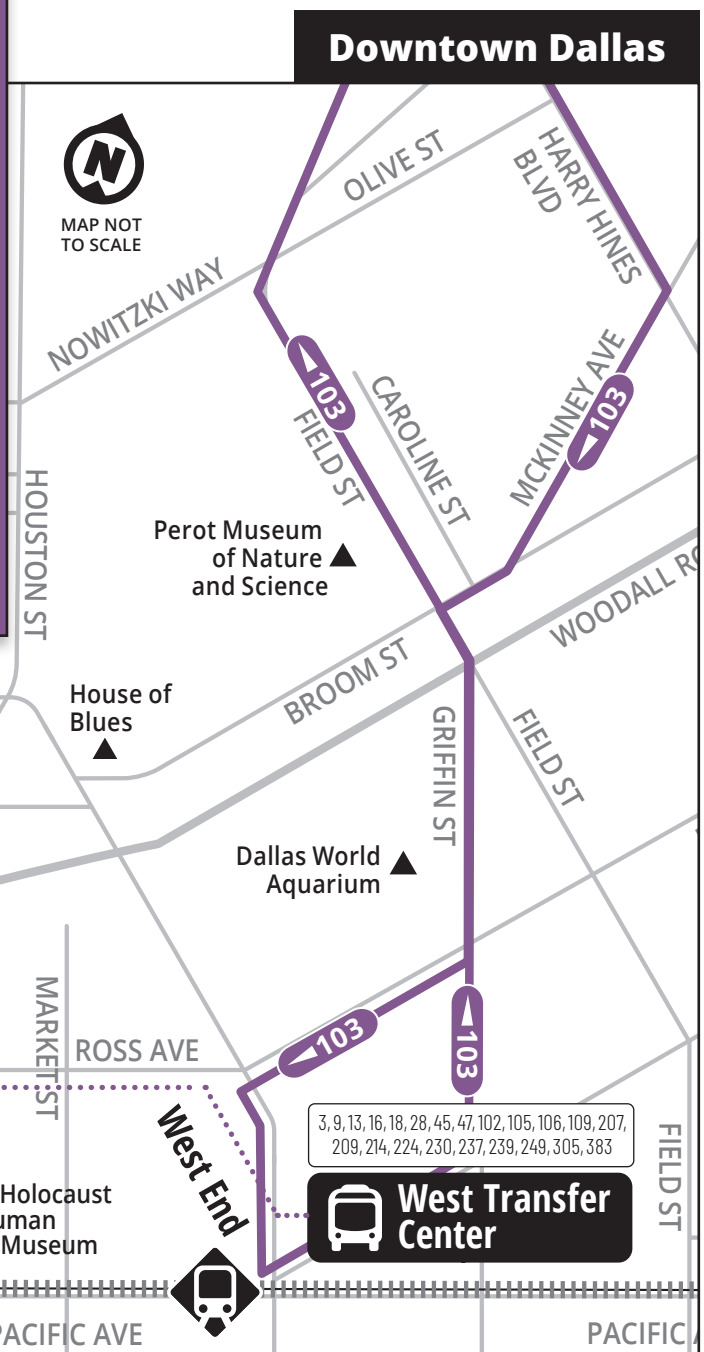 Downtown Dallas
N
MAP NOT
TO SCALE
OLIVE ST
HARRY HINES
BLVD
NOWITZKI WAY
103
MCKINNEY AVE
103
CAROLINE ST
FIELD ST
HOUSTON ST
Perot Museum
of Nature
and Science
WOODALL
BROOM ST
House of
Blues
GRIFFIN ST
FIELD ST
Dallas World
Aquarium
MARKET ST
ROSS AVE
103
103
West End
3, 9, 13, 16, 18, 28, 45, 47, 102, 105, 106, 109, 207,
209, 214, 224, 230, 237, 239, 249, 305, 383
West Transfer
Center
FIELD ST
Holocaust
Museum
PACIFIC AVE
PACIFIC